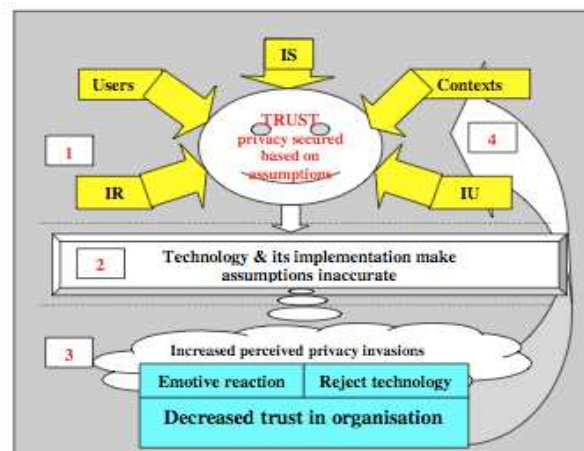 IS
Users
Contexts
TRUST
privacy secured
based on
assumptions
1
4
IR
IU
2
Technology & its implementation make
assumptions inaccurate
3
Increased perceived privacy invasions
Emotive reaction
Reject technology
Decreased trust in organisation